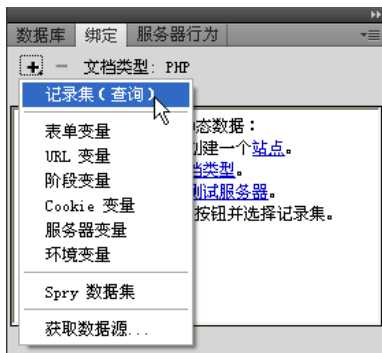 数据库 绑定 服务器行为
文档类型: PHP
记录集(查询)
态数据:
创建一个站点。
档类型。
测试服务器。
按钮并选择记录集。
表单变量
URL 变量
阶段变量
Cookie 变量
服务器变量
环境变量
Spry 数据集
获取数据源...